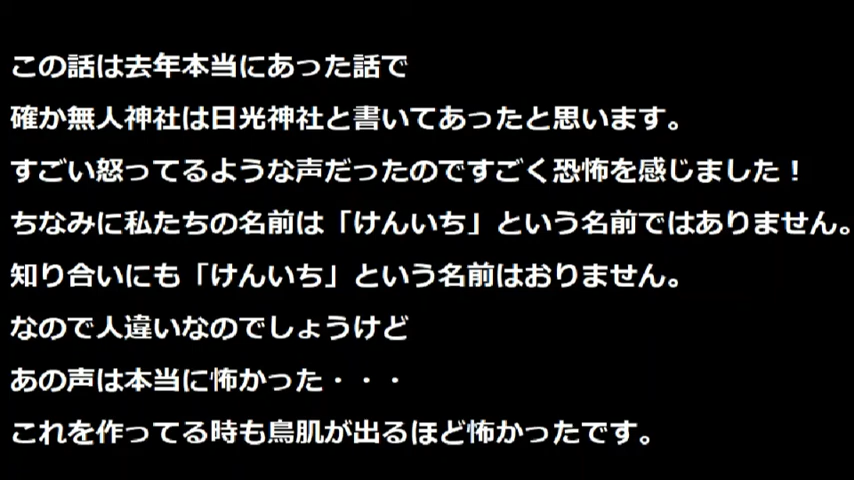 この話は去年本当にあった話で
確か無人神社は日光神社と書いてあったと思います。
すごい怒ってるような声だったのですごく恐怖を感じました！
ちなみに私たちの名前は「けんいち」という名前ではありません。
知り合いにも「けんいち」という名前はおりません。
なので人違いなのでしょうけど
あの声は本当に怖かった・・・
これを作ってる時も鳥肌が出るほど怖かったです。